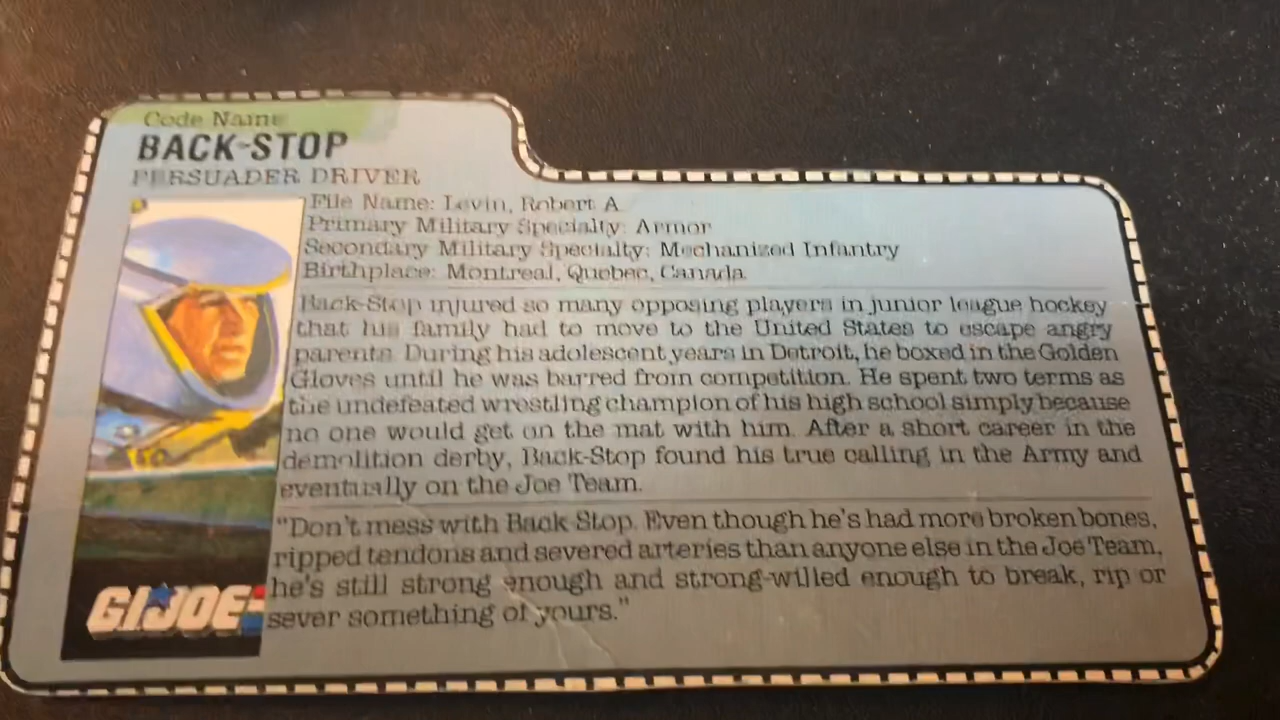 Code Name
BACK-STOP
PERSUADER DRIVER
File Name: Levin, Robert A.
Primary Military Specialty: Armor
Secondary Military Specialty: Mechanized Infantry
Birthplace: Montreal, Quebec, Canada
Back-Stop injured so many opposing players in junior league hockey
that his family had to move to the United States to escape angry
parents. During his adolescent years in Detroit, he boxed in the Golden
Gloves until he was barred from competition. He spent two terms as
the undefeated wrestling champion of his high school simply because
no one would get on the mat with him. After a short career in the
demolition derby, Back-Stop found his true calling in the Army and
eventually on the Joe Team.
"Don't mess with Back-Stop. Even though he's had more broken bones,
ripped tendons and severed arteries than anyone else in the Joe Team,
he's still strong enough and strong-willed enough to break, rip or
sever something of yours."
GI JOE